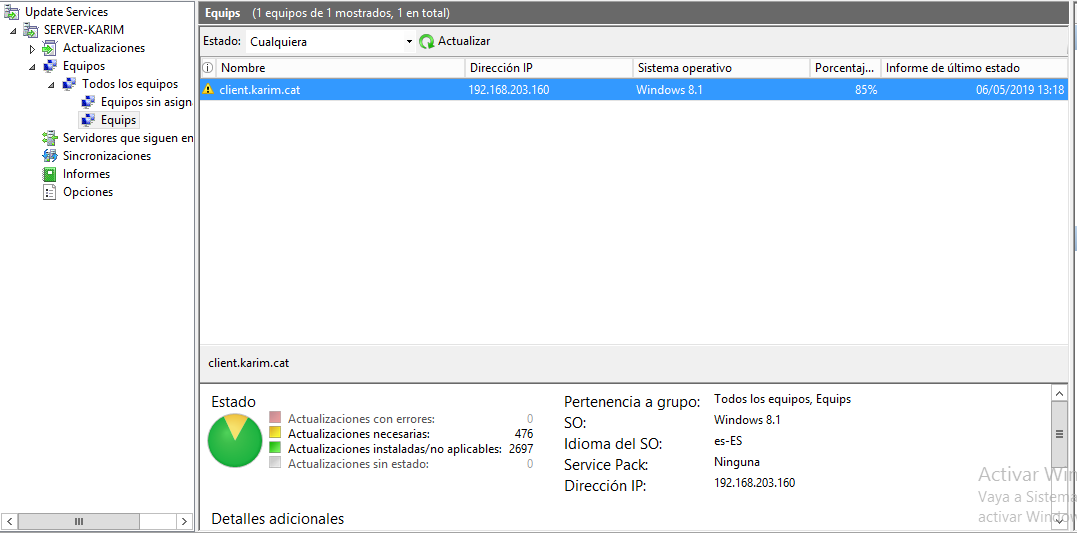 Update Services
SERVER-KARIM
Actualizaciones
Equipos
Todos los equipos
Equipos sin asigna
Equips
Servidores que siguen en
Sincronizaciones
Informes
Opciones
Equips (1 equipos de 1 mostrados, 1 en total)
Estado: Cualquiera Actualizar
Nombre Dirección IP Sistema operativo Porcentaj... Informe de último estado
client.karim.cat 192.168.203.160 Windows 8.1 85% 06/05/2019 13:18
client.karim.cat
Estado
Actualizaciones con errores: 0
Actualizaciones necesarias: 476
Actualizaciones instaladas/no aplicables: 2697
Actualizaciones sin estado: 0
Pertenencia a grupo: Todos los equipos, Equips
SO: Windows 8.1
Idioma del SO: es-ES
Service Pack: Ninguna
Dirección IP: 192.168.203.160
Detalles adicionales
Activar Win
Vaya a Sistema
activar Window